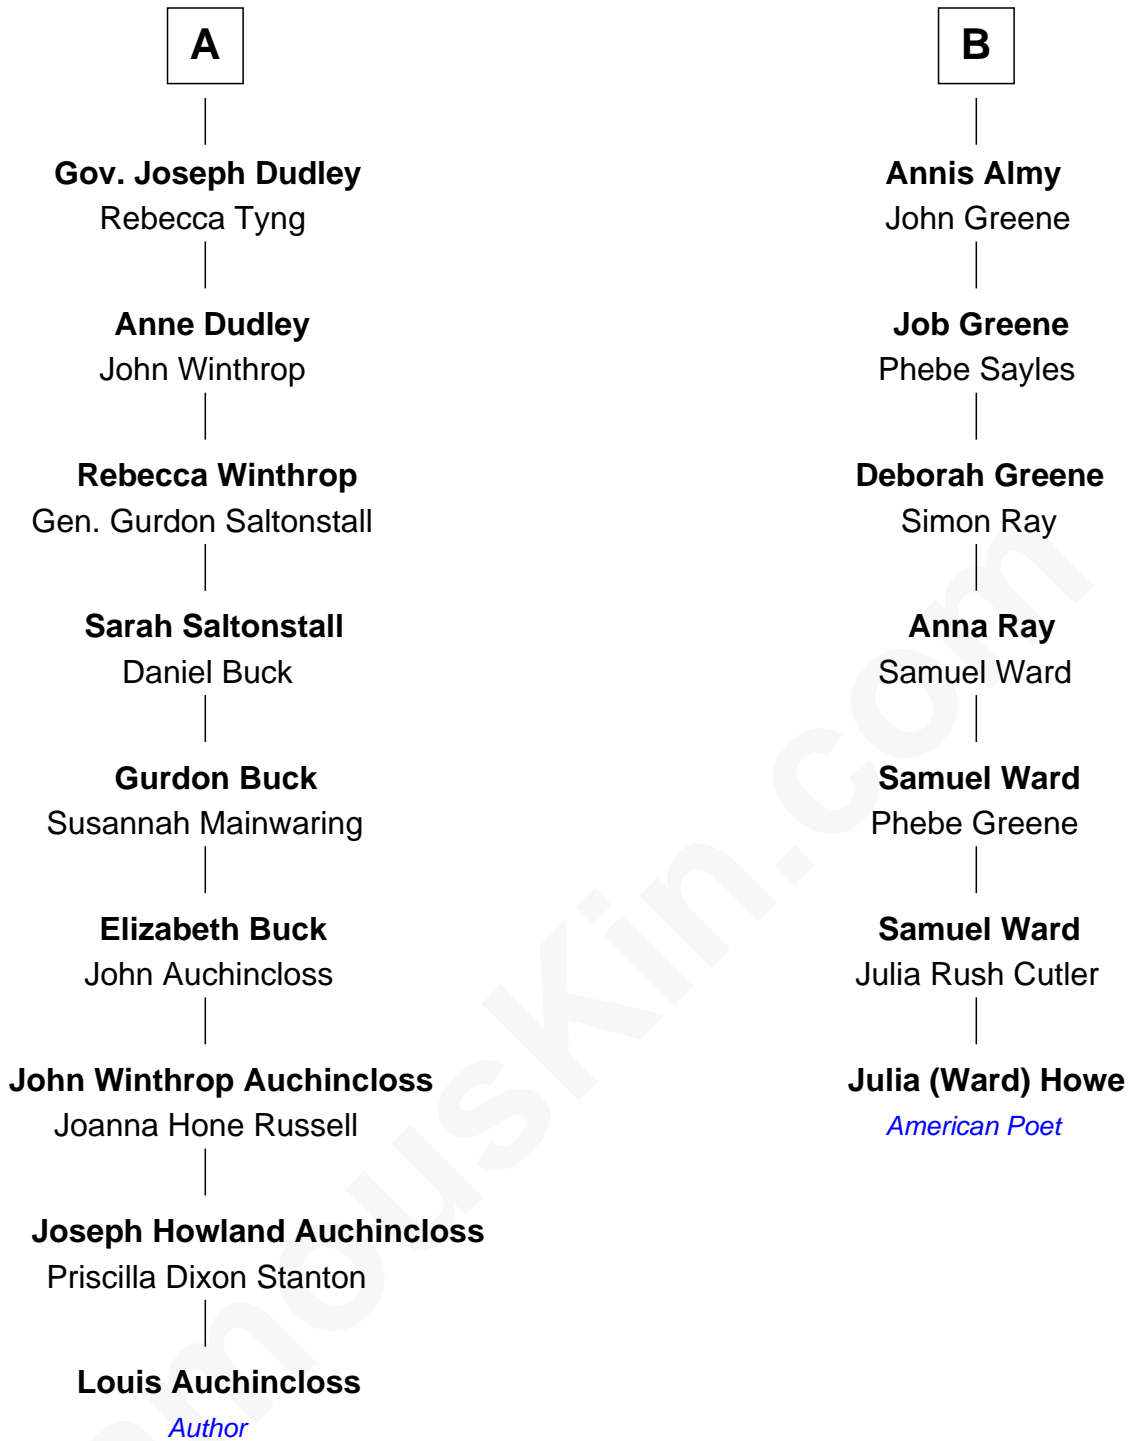 A
Gov. Joseph Dudley
Rebecca Tyng
Anne Dudley
John Winthrop
Rebecca Winthrop
Gen. Gurdon Saltonstall
Sarah Saltonstall
Daniel Buck
Gurdon Buck
Susannah Mainwaring
Elizabeth Buck
John Auchincloss
John Winthrop Auchincloss
Joanna Hone Russell
Joseph Howland Auchincloss
Priscilla Dixon Stanton
Louis Auchincloss
Author
B
Annis Almy
John Greene
Job Greene
Phebe Sayles
Deborah Greene
Simon Ray
Anna Ray
Samuel Ward
Samuel Ward
Phebe Greene
Samuel Ward
Julia Rush Cutler
Julia (Ward) Howe
American Poet
amouskin.com